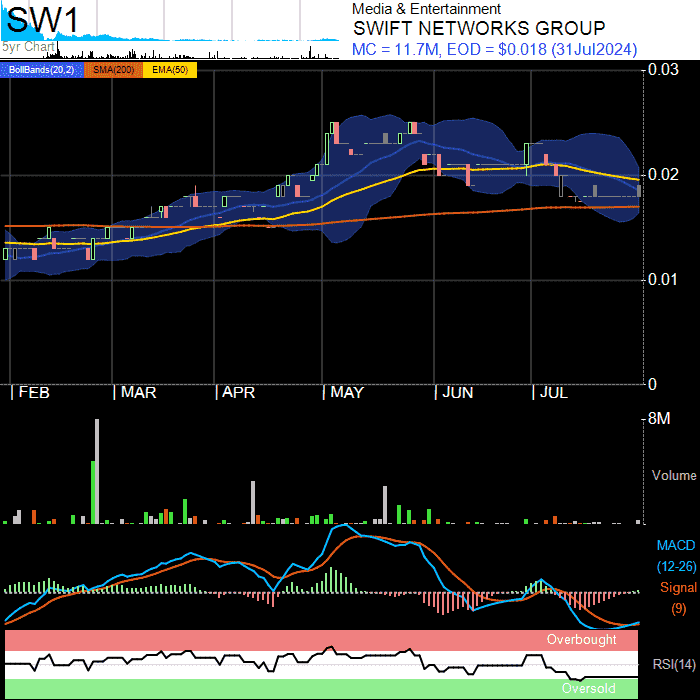 SW1
5yr Chart
Media & Entertainment
SWIFT NETWORKS GROUP
MC = 11.7M, EOD = $0.018 (31Jul2024)
BollBands(20,2) SMA(200) EMA(50)
0.03
0.02
0.01
0
FEB MAR APR MAY JUN JUL
8M
Volume
MACD
(12-26)
Signal
(9)
Overbought
RSI(14)
Oversold